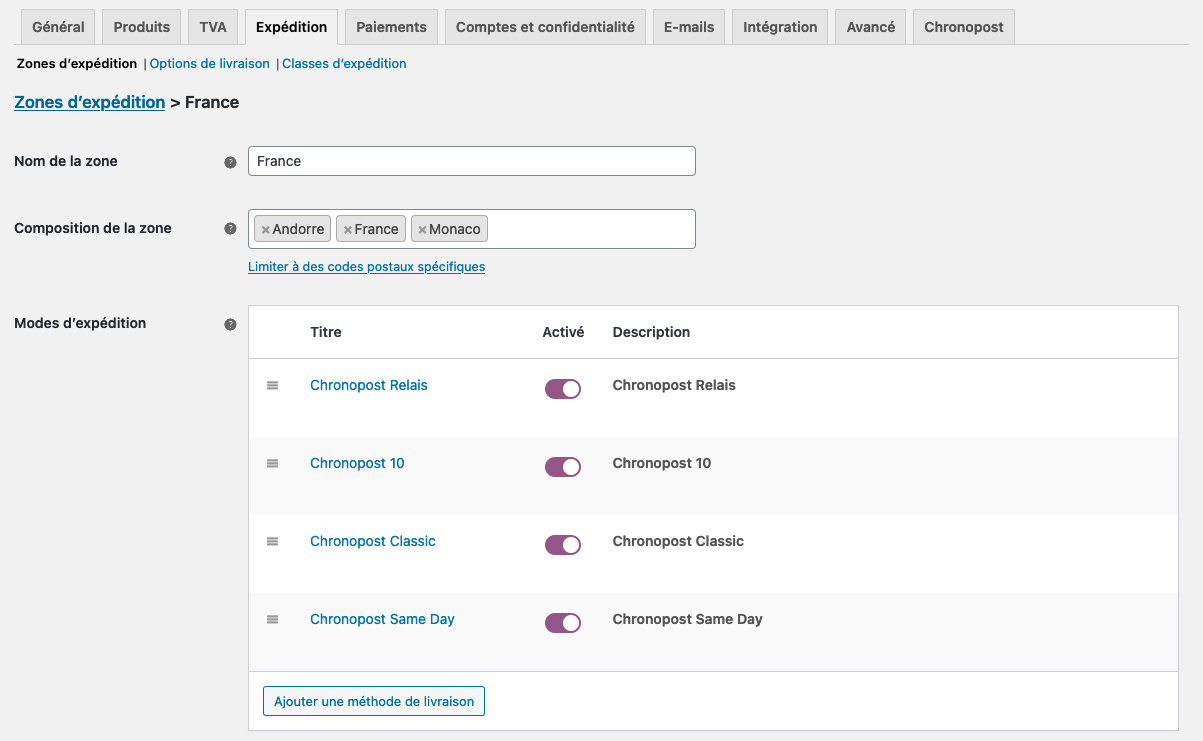 Général Produits TVA Expédition Paiements Comptes et confidentialité E-mails Intégration Avancé Chronopost
Zones d’expédition | Options de livraison | Classes d’expédition
Zones d’expédition > France
Nom de la zone ? France
Composition de la zone ? ×Andorre ×France ×Monaco
Limiter à des codes postaux spécifiques
Modes d’expédition ?
Titre Activé Description
Chronopost Relais Chronopost Relais
Chronopost 10 Chronopost 10
Chronopost Classic Chronopost Classic
Chronopost Same Day Chronopost Same Day
Ajouter une méthode de livraison